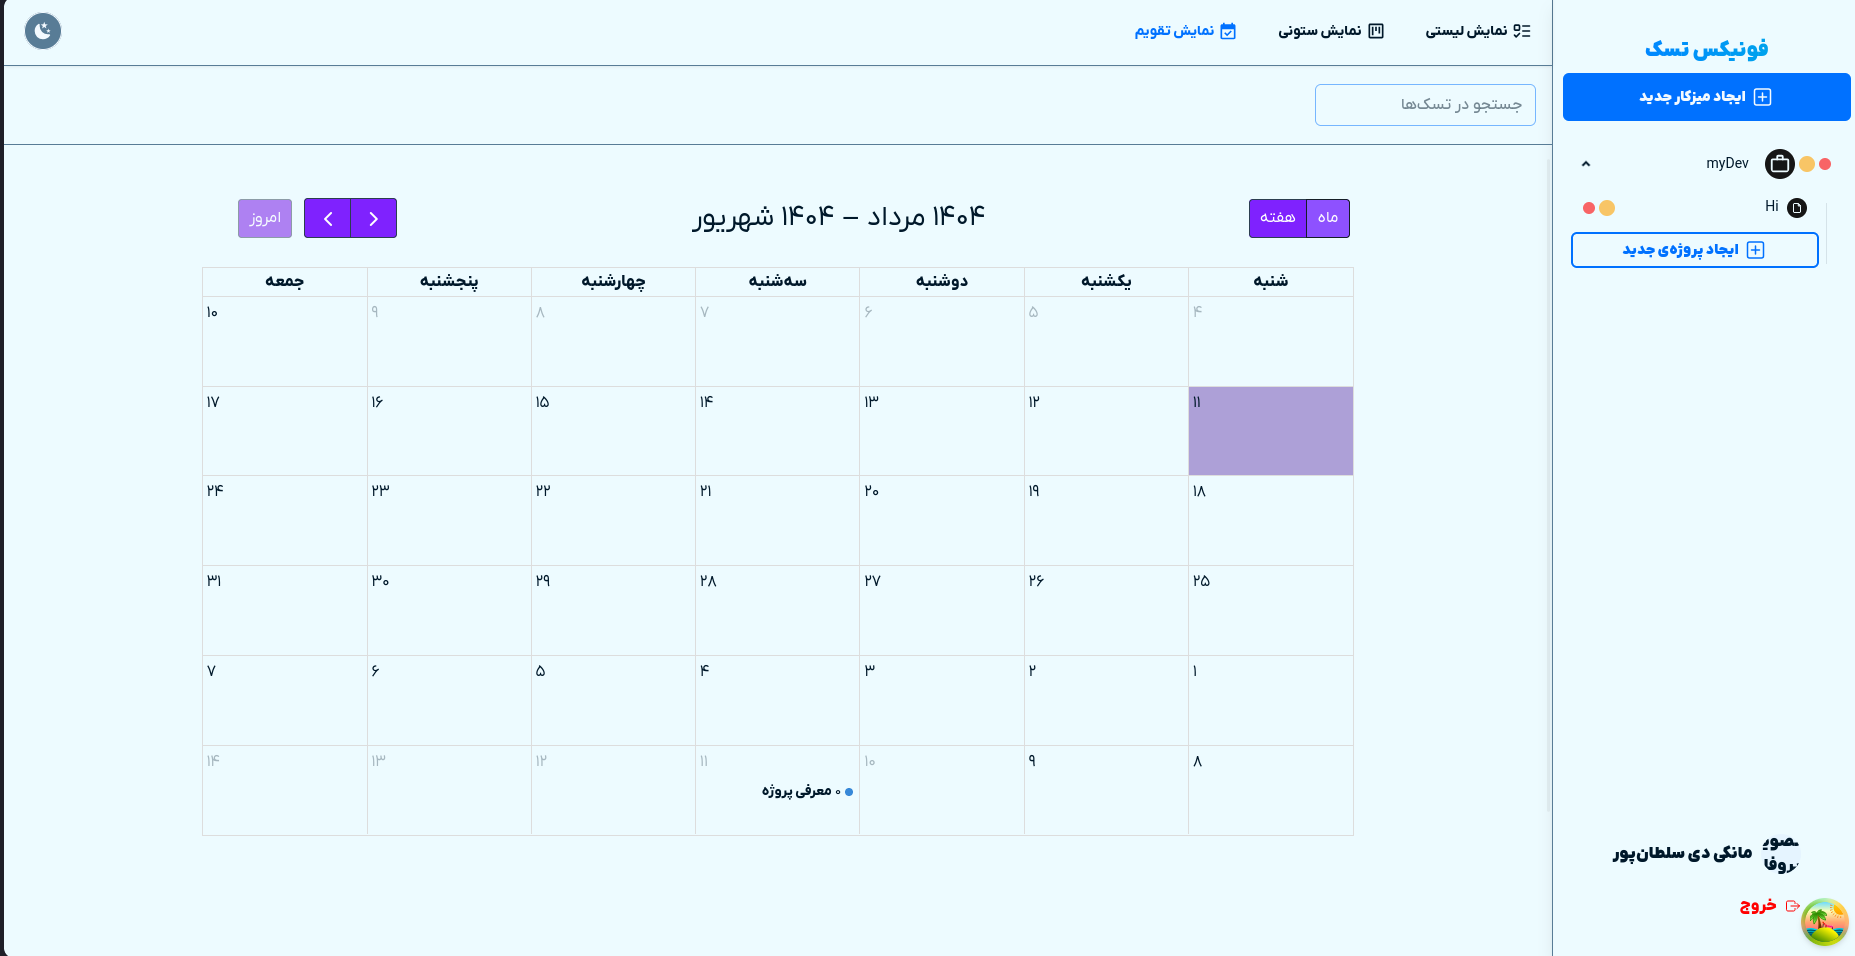 فونیکس تسک
ایجاد میزکار جدید
myDev
Hi
ایجاد پروژه‌ی جدید
مانکی دی سلطان‌پور
خروج
نمایش لیستی
نمایش ستونی
نمایش تقویم
جستجو در تسک‌ها
ماه
هفته
۱۴۰۴ مرداد – ۱۴۰۴ شهریور
امروز
شنبه یکشنبه دوشنبه سه‌شنبه چهارشنبه پنجشنبه جمعه
۴ ۵ ۶ ۷ ۸ ۹ ۱۰
۱۱ ۱۲ ۱۳ ۱۴ ۱۵ ۱۶ ۱۷
۱۸ ۱۹ ۲۰ ۲۱ ۲۲ ۲۳ ۲۴
۲۵ ۲۶ ۲۷ ۲۸ ۲۹ ۳۰ ۳۱
۱ ۲ ۳ ۴ ۵ ۶ ۷
۸ ۹ ۱۰ ۱۱ ۱۲ ۱۳ ۱۴
۰ معرفی پروژه